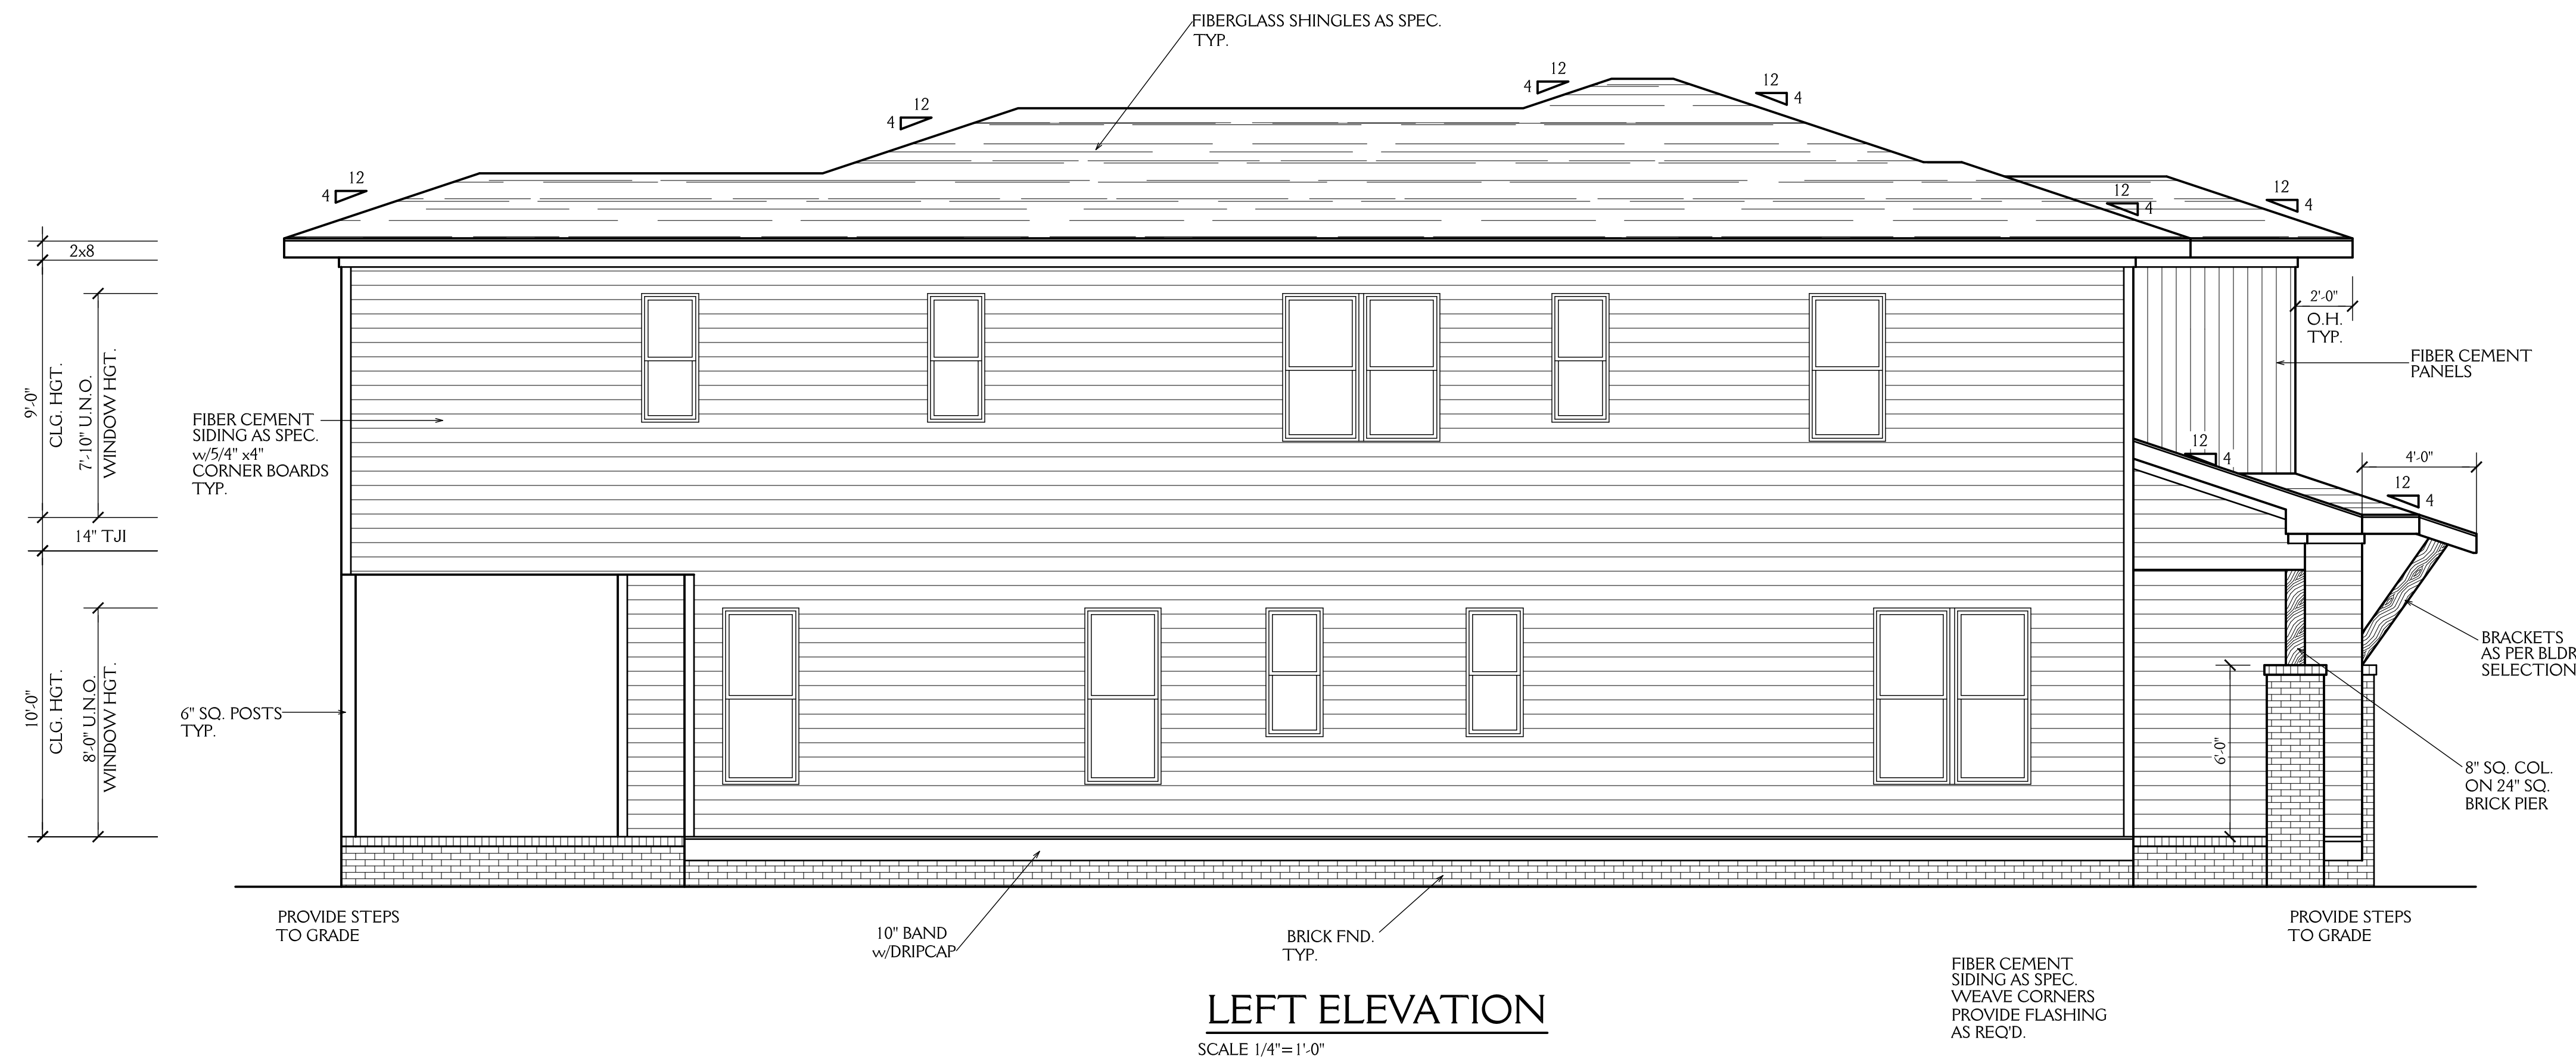 FIBERGLASS SHINGLES AS SPEC.
TYP.
12
4
12
4
12
4
12
4
12
4
12
4
2x8
9'-0"
CLG. HGT.
7'-10" U.N.O.
WINDOW HGT.
14" TJI
10'-0"
CLG. HGT.
8'-0" U.N.O.
WINDOW HGT.
FIBER CEMENT
SIDING AS SPEC.
w/5/4" x4"
CORNER BOARDS
TYP.
6" SQ. POSTS
TYP.
2'-0"
O.H.
TYP.
FIBER CEMENT
PANELS
12
4
4'-0"
12
4
BRACKETS
AS PER BLDR
SELECTION
6'-0"
8" SQ. COL.
ON 24" SQ.
BRICK PIER
PROVIDE STEPS
TO GRADE
10" BAND
w/DRIPCAP
BRICK FND.
TYP.
PROVIDE STEPS
TO GRADE
FIBER CEMENT
SIDING AS SPEC.
WEAVE CORNERS
PROVIDE FLASHING
AS REQ'D.
LEFT ELEVATION
SCALE 1/4"=1'-0"